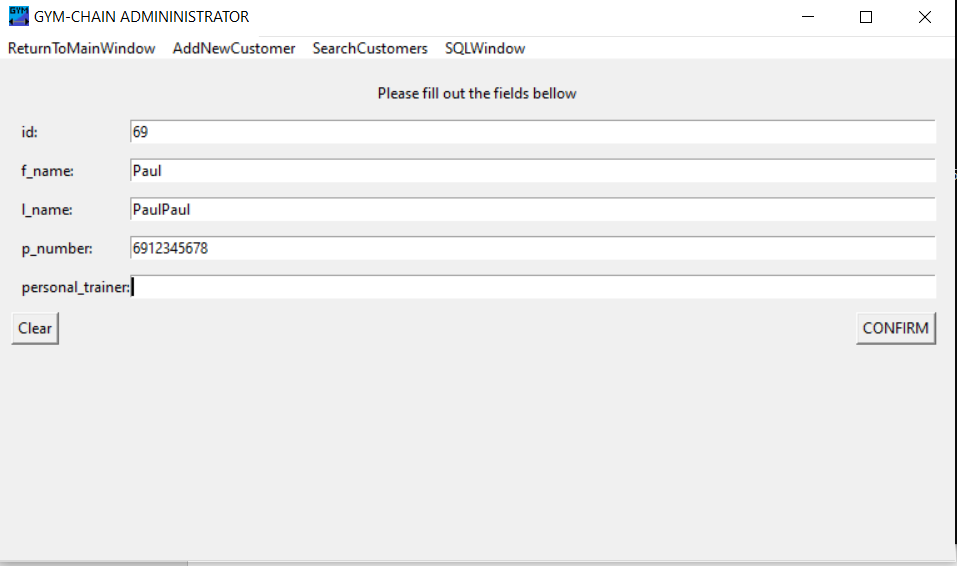 GYM GYM-CHAIN ADMININISTRATOR
ReturnToMainWindow AddNewCustomer SearchCustomers SQLWindow
Please fill out the fields bellow
id: 69
f_name: Paul
l_name: PaulPaul
p_number: 6912345678
personal_trainer:
Clear CONFIRM